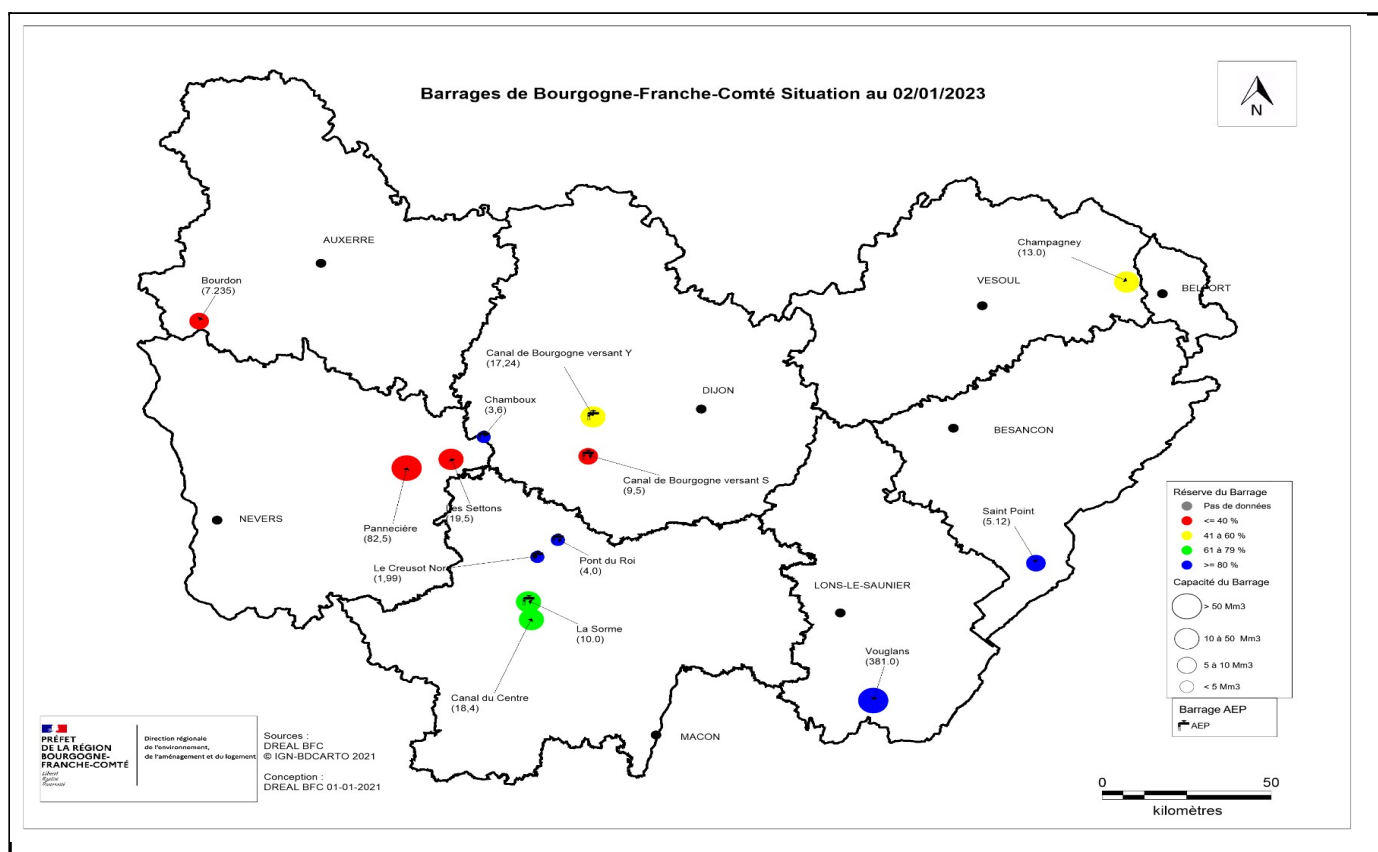 Barrages de Bourgogne-Franche-Comté Situation au 02/01/2023
N
AUXERRE
Bourdon
(7.235)
Champagney
(13.0)
VESOUL
BELFORT
Canal de Bourgogne versant Y
(17,24)
DIJON
Chamboux
(3,6)
BESANCON
Canal de Bourgogne versant S
(9,5)
Les Settons
(19,5)
NEVERS
Pannecière
(82,5)
Saint Point
(5.12)
Le Creusot Nord
(1,99)
Pont du Roi
(4,0)
LONS-LE-SAUNIER
La Sorme
(10.0)
Vouglans
(381.0)
Canal du Centre
(18,4)
MACON
Réserve du Barrage
Pas de données
<= 40 %
41 à 60 %
61 à 79 %
>= 80 %
Capacité du Barrage
> 50 Mm3
10 à 50 Mm3
5 à 10 Mm3
< 5 Mm3
Barrage AEP
AEP
PRÉFET
DE LA RÉGION
BOURGOGNE-
FRANCHE-COMTÉ
Liberté
Égalité
Fraternité
Direction régionale
de l'environnement,
de l'aménagement et du logement
Sources :
DREAL BFC
© IGN-BDCARTO 2021
Conception :
DREAL BFC 01-01-2021
0 50
kilomètres